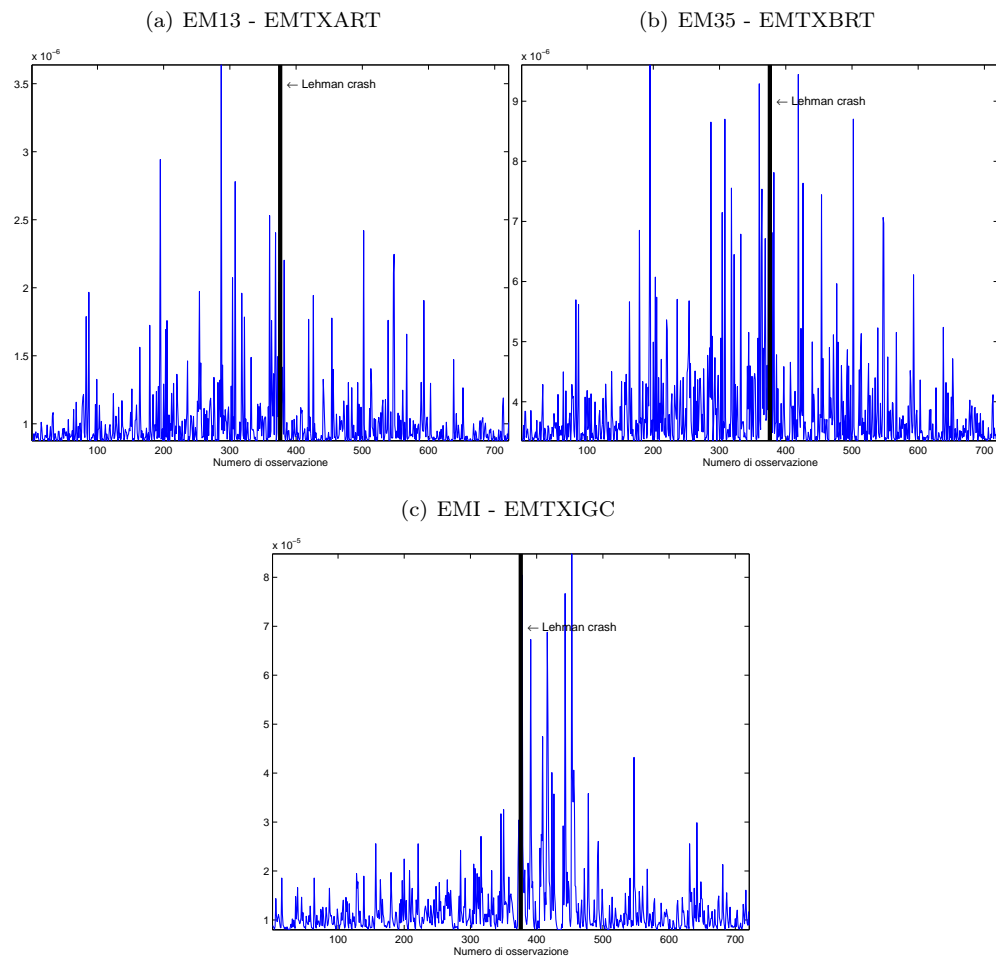 (a) EM13 - EMTXART
x 10⁻⁶
3.5
3
2.5
2
1.5
1
← Lehman crash
100 200 300 400 500 600 700
Numero di osservazione
(b) EM35 - EMTXBRT
x 10⁻⁶
9
8
7
6
5
4
← Lehman crash
100 200 300 400 500 600 700
Numero di osservazione
(c) EMI - EMTXIGC
x 10⁻⁵
8
7
6
5
4
3
2
1
← Lehman crash
100 200 300 400 500 600 700
Numero di osservazione